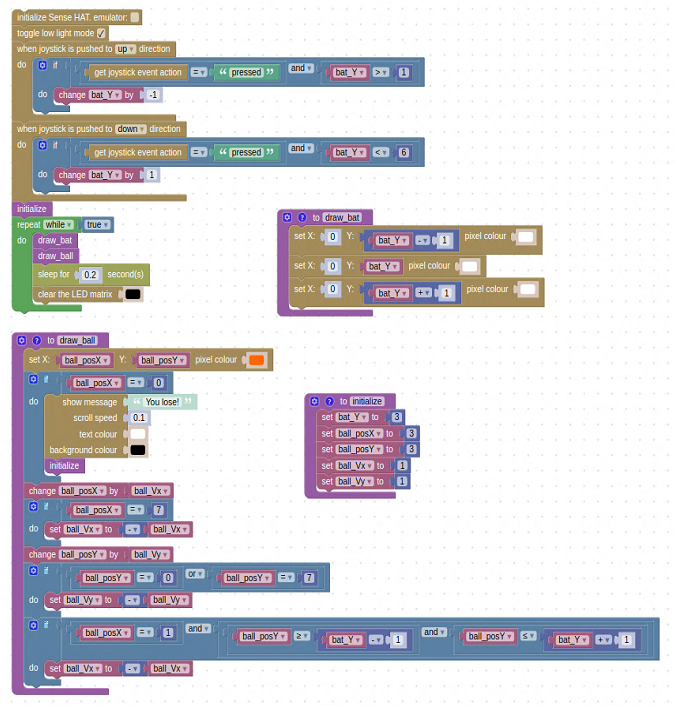 initialize Sense HAT. emulator:
toggle low light mode ✓
when joystick is pushed to up ▾ direction
do if get joystick event action = ▾ “ pressed ” and ▾ bat_Y ▾ > ▾ 1
do change bat_Y ▾ by -1
when joystick is pushed to down ▾ direction
do if get joystick event action = ▾ “ pressed ” and ▾ bat_Y ▾ < ▾ 6
do change bat_Y ▾ by 1
initialize
repeat while ▾ true ▾
do draw_bat
draw_ball
sleep for 0.2 second(s)
clear the LED matrix
? to draw_bat
set X: 0 Y: bat_Y ▾ - ▾ 1 pixel colour
set X: 0 Y: bat_Y ▾ pixel colour
set X: 0 Y: bat_Y ▾ + ▾ 1 pixel colour
? to draw_ball
set X: ball_posX ▾ Y: ball_posY ▾ pixel colour
if ball_posX ▾ = ▾ 0
do show message “ You lose! ”
scroll speed 0.1
text colour
background colour
initialize
change ball_posX ▾ by ball_Vx ▾
if ball_posX ▾ = ▾ 7
do set ball_Vx ▾ to - ▾ ball_Vx ▾
change ball_posY ▾ by ball_Vy ▾
if ball_posY ▾ = ▾ 0 or ▾ ball_posY ▾ = ▾ 7
do set ball_Vy ▾ to - ▾ ball_Vy ▾
if ball_posX ▾ = ▾ 1 and ▾ ball_posY ▾ ≥ ▾ bat_Y ▾ - ▾ 1 and ▾ ball_posY ▾ ≤ ▾ bat_Y ▾ + ▾ 1
do set ball_Vx ▾ to - ▾ ball_Vx ▾
? to initialize
set bat_Y ▾ to 3
set ball_posX ▾ to 3
set ball_posY ▾ to 3
set ball_Vx ▾ to 1
set ball_Vy ▾ to 1